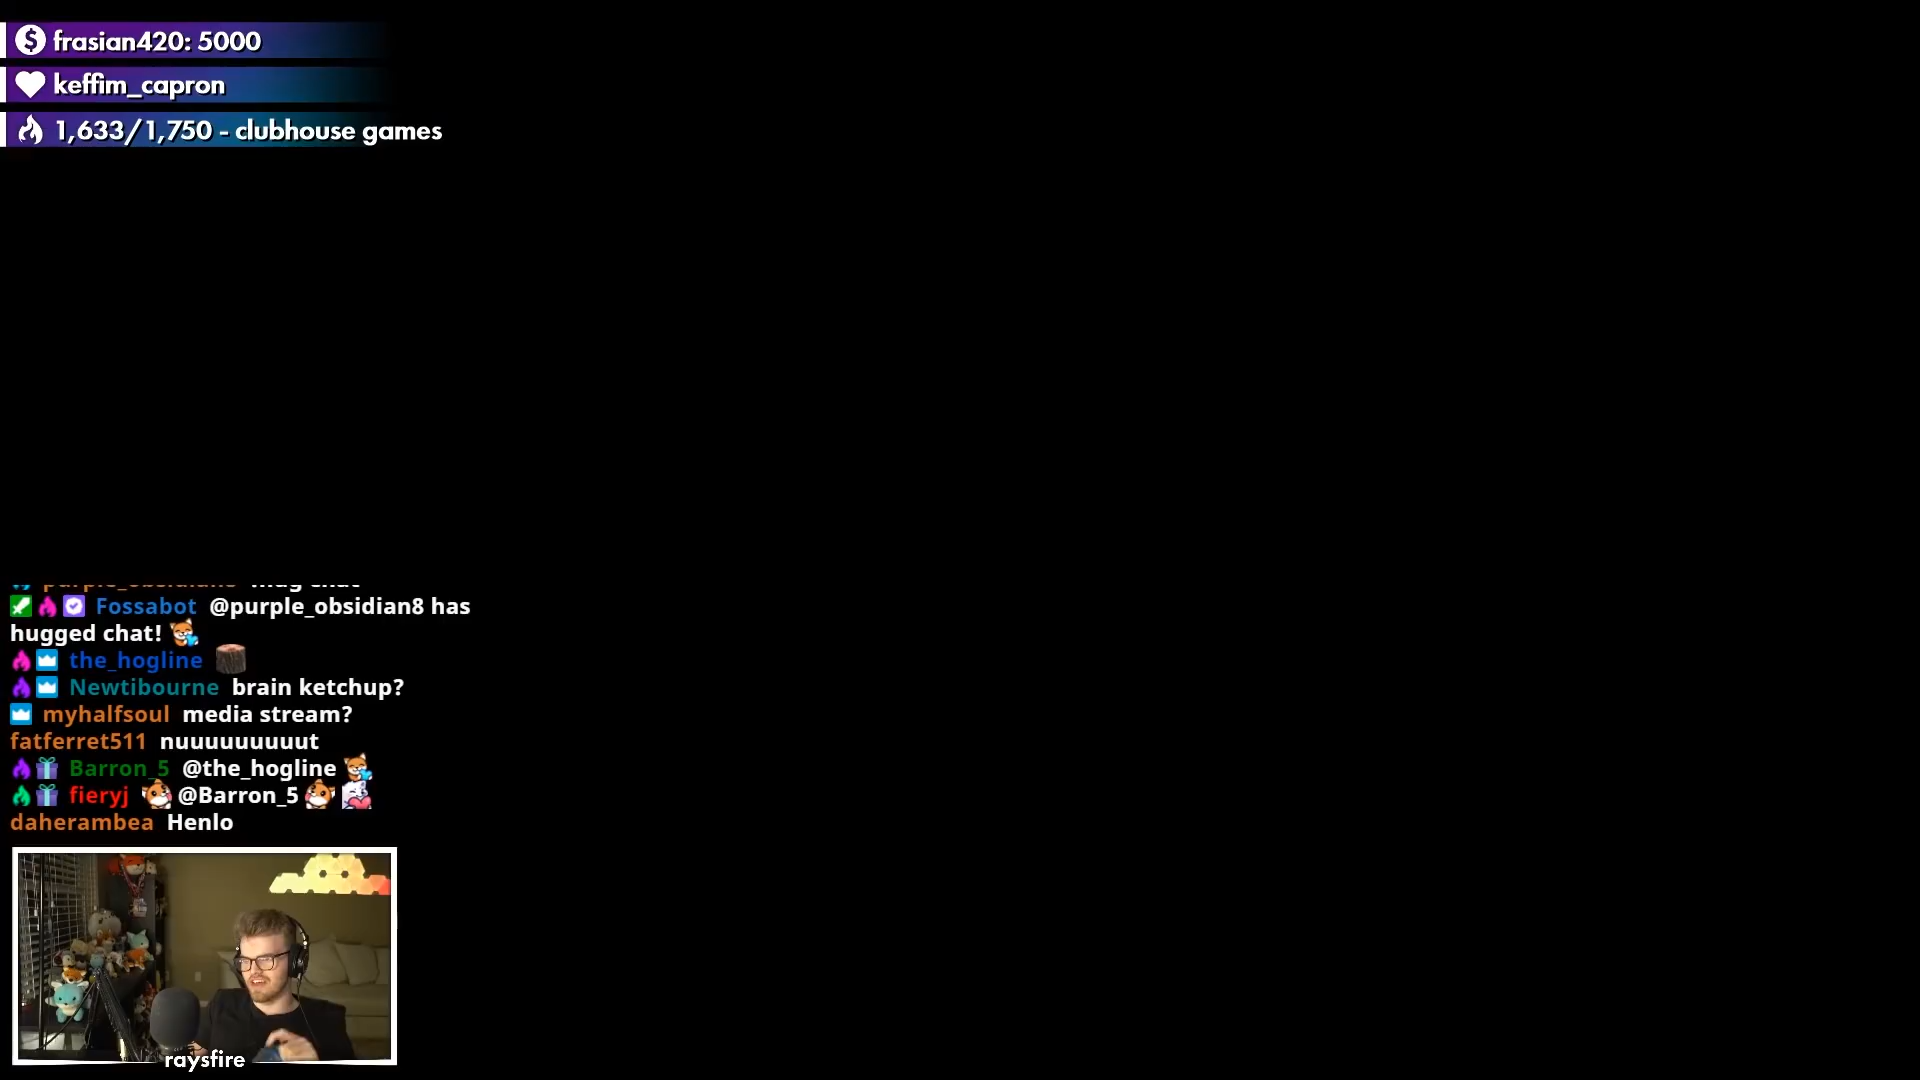 frasian420: 5000
keffim_capron
1,633/1,750 - clubhouse games
Fossabot @purple_obsidian8 has
hugged chat!
the_hogline
Newtibourne brain ketchup?
myhalfsoul media stream?
fatferret511 nuuuuuuuuut
Barron_5 @the_hogline
fieryj @Barron_5
daherambea Henlo
raysfire